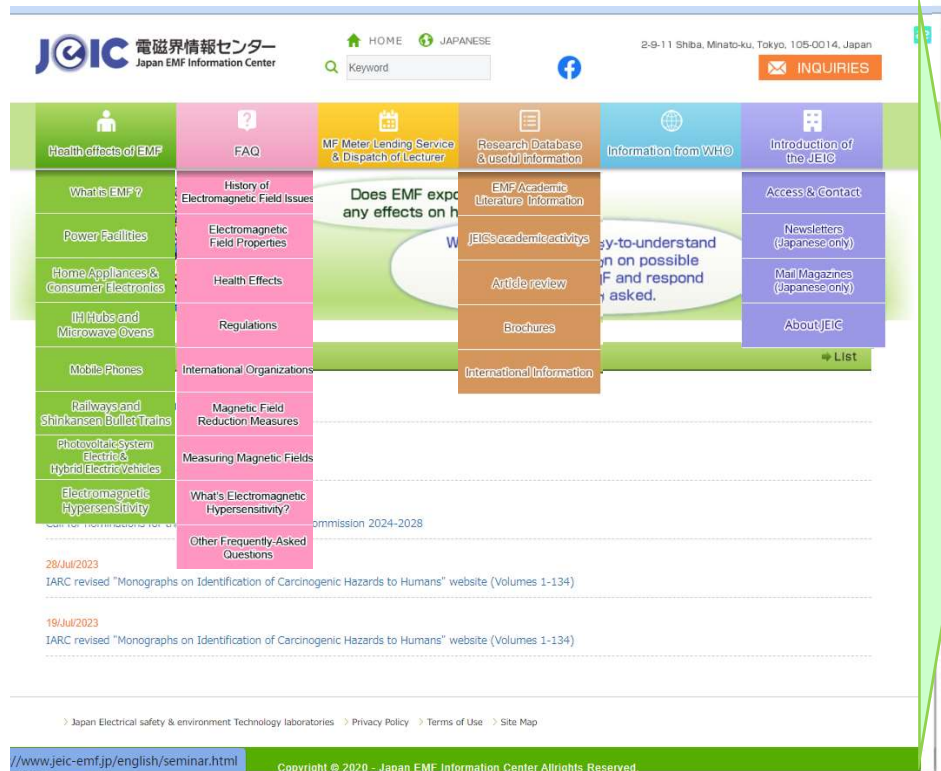 JEIC 電磁界情報センター
Japan EMF Information Center
HOME JAPANESE
Keyword
2-9-11 Shiba, Minato-ku, Tokyo, 105-0014, Japan
INQUIRIES
Health effects of EMF
FAQ
MF Meter Lending Service
& Dispatch of Lecturer
Research Database
& useful information
Information from WHO
Introduction of
the JEIC
What is EMF ?
Power Facilities
Home Appliances &
Consumer Electronics
IH Hubs and
Microwave Ovens
Mobile Phones
Railways and
Shinkansen Bullet Trains
Photovoltaic System
Electric &
Hybrid Electric Vehicles
Electromagnetic
Hypersensitivity
History of
Electromagnetic Field Issues
Electromagnetic
Field Properties
Health Effects
Regulations
International Organizations
Magnetic Field
Reduction Measures
Measuring Magnetic Fields
What's Electromagnetic
Hypersensitivity?
Other Frequently-Asked
Questions
Does EMF expo
any effects on h
W
EMF Academic
Literature Information
JEIC's academic activitys
Article review
Brochures
International Information
sy-to-understand
on on possible
F and respond
asked.
Access & Contact
Newsletters
(Japanese only)
Mail Magazines
(Japanese only)
About JEIC
List
Call for nominations for th
ommission 2024-2028
28/Jul/2023
IARC revised "Monographs on Identification of Carcinogenic Hazards to Humans" website (Volumes 1-134)
19/Jul/2023
IARC revised "Monographs on Identification of Carcinogenic Hazards to Humans" website (Volumes 1-134)
Japan Electrical safety & environment Technology laboratories Privacy Policy Terms of Use Site Map
//www.jeic-emf.jp/english/seminar.html
Copyright © 2020 - Japan EMF Information Center Allrights Reserved.